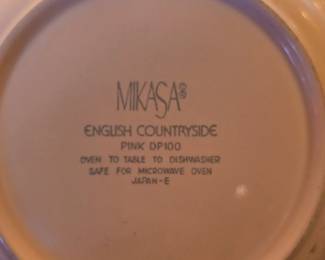 MIKASA®
ENGLISH COUNTRYSIDE
PINK DP100
OVEN TO TABLE TO DISHWASHER
SAFE FOR MICROWAVE OVEN
JAPAN-E